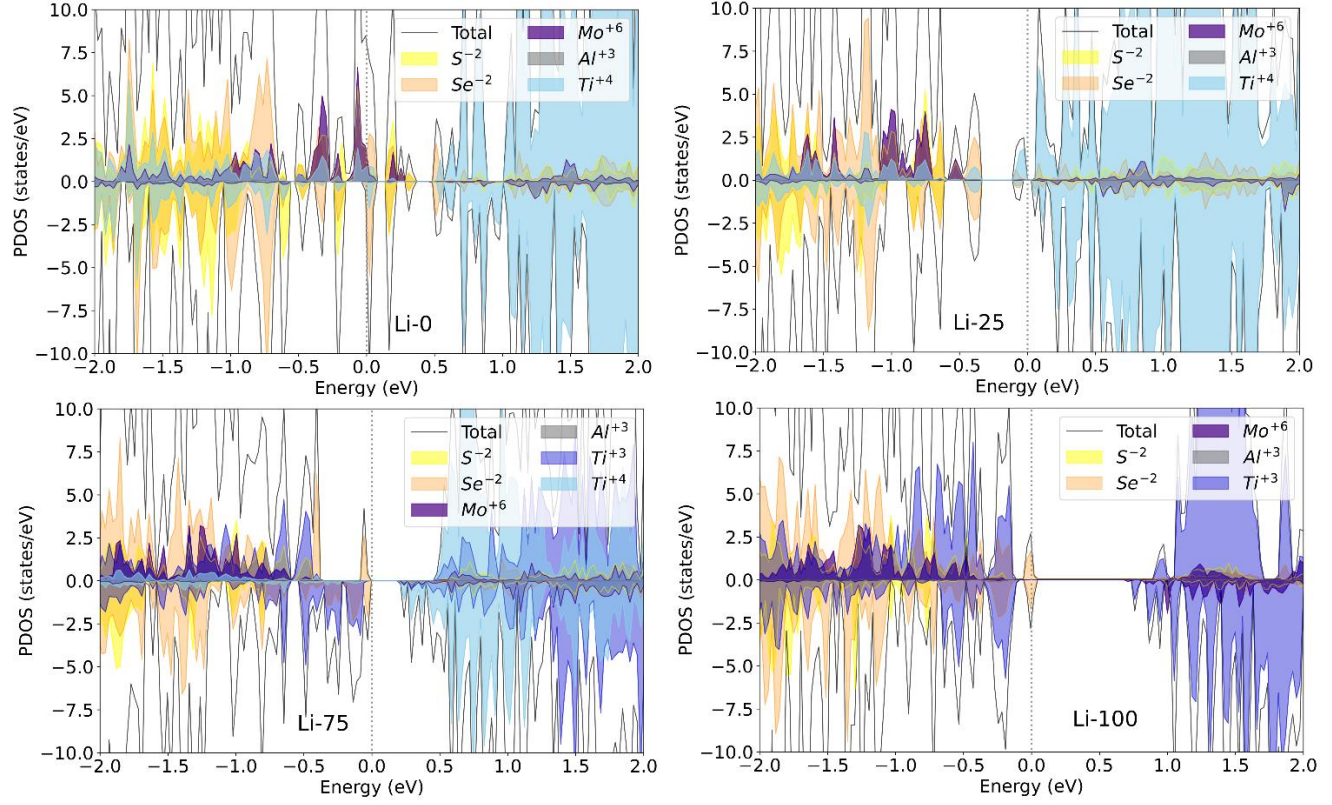 10.0
7.5
5.0
2.5
0.0
−2.5
−5.0
−7.5
−10.0
PDOS (states/eV)
Total
S⁻²
Se⁻²
Mo⁺⁶
Al⁺³
Ti⁺⁴
Li-0
−2.0 −1.5 −1.0 −0.5 0.0 0.5 1.0 1.5 2.0
Energy (eV)
10.0
7.5
5.0
2.5
0.0
−2.5
−5.0
−7.5
−10.0
PDOS (states/eV)
Total
S⁻²
Se⁻²
Mo⁺⁶
Al⁺³
Ti⁺⁴
Li-25
−2.0 −1.5 −1.0 −0.5 0.0 0.5 1.0 1.5 2.0
Energy (eV)
10.0
7.5
5.0
2.5
0.0
−2.5
−5.0
−7.5
−10.0
PDOS (states/eV)
Total
S⁻²
Se⁻²
Mo⁺⁶
Al⁺³
Ti⁺³
Ti⁺⁴
Li-75
−2.0 −1.5 −1.0 −0.5 0.0 0.5 1.0 1.5 2.0
Energy (eV)
10.0
7.5
5.0
2.5
0.0
−2.5
−5.0
−7.5
−10.0
PDOS (states/eV)
Total
S⁻²
Se⁻²
Mo⁺⁶
Al⁺³
Ti⁺³
Li-100
−2.0 −1.5 −1.0 −0.5 0.0 0.5 1.0 1.5 2.0
Energy (eV)